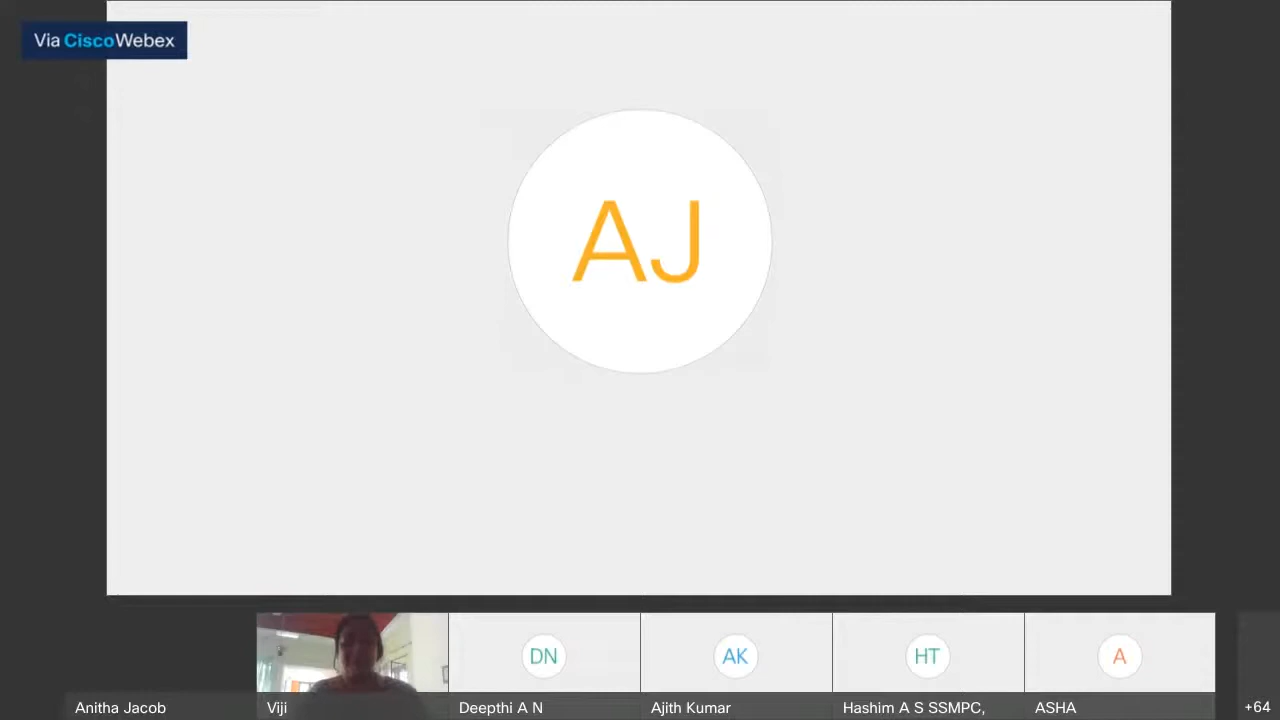 Via CiscoWebex
AJ
DN
AK
HT
A
Anitha Jacob
Viji
Deepthi A N
Ajith Kumar
Hashim A S SSMPC,
ASHA
+64